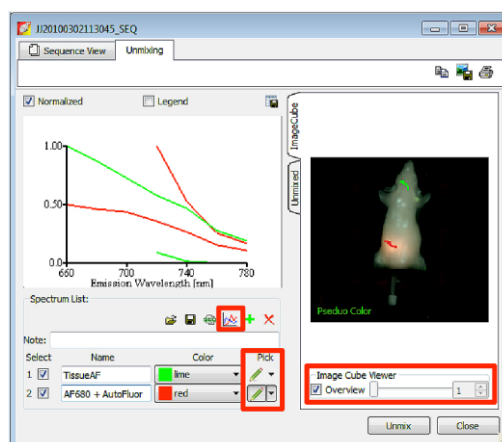 JJ20100302113045_SEQ
Sequence View Unmixing
Normalized Legend
1.00
0.50
0.0
660 700 740 780
Emission Wavelength [nm]
ImageCube
Unmixed
Pseduo Color
Spectrum List:
Note:
Select Name Color Pick
1 TissueAF lime
2 AF680 + AutoFluor red
Image Cube Viewer
Overview 1
Unmix Close